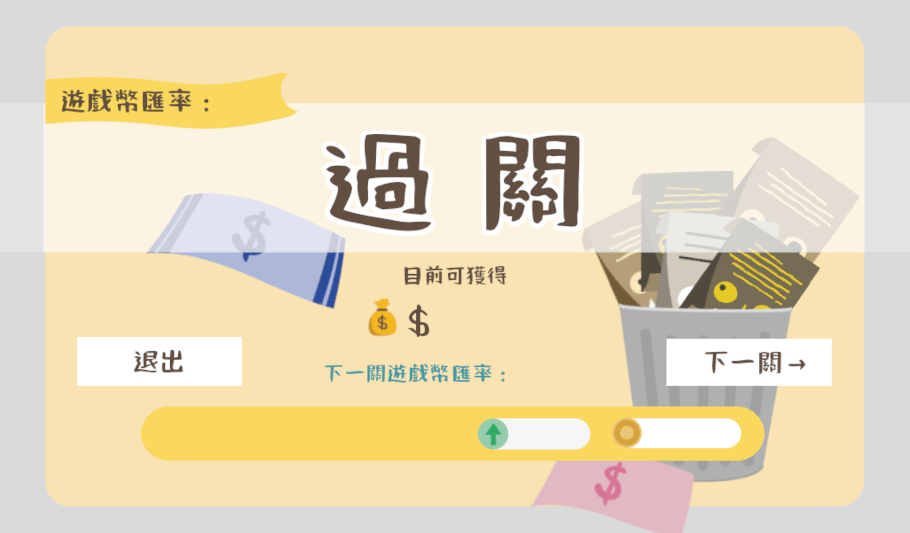 遊戲幣匯率：
過關
$
目前可獲得
$ $
退出
下一關→
下一關遊戲幣匯率：
$